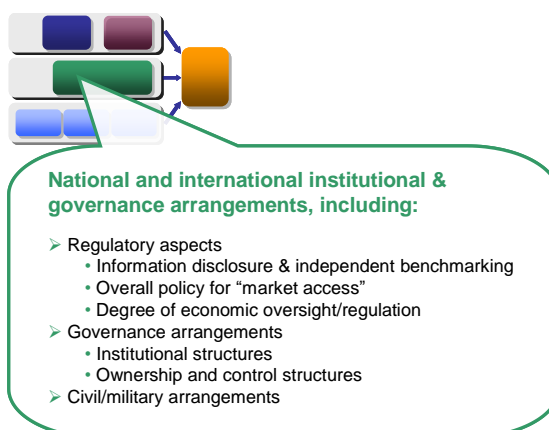 National and international institutional &
governance arrangements, including:
➢ Regulatory aspects
• Information disclosure & independent benchmarking
• Overall policy for “market access”
• Degree of economic oversight/regulation
➢ Governance arrangements
• Institutional structures
• Ownership and control structures
➢ Civil/military arrangements